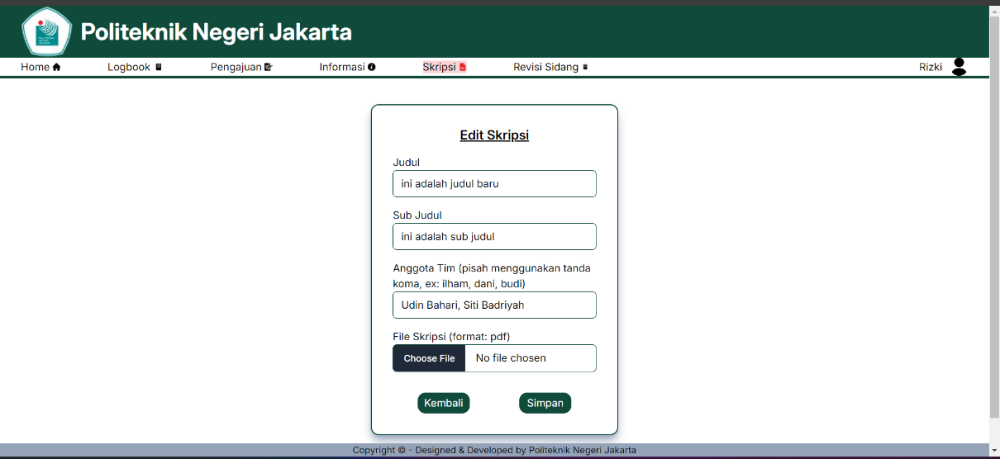 Politeknik Negeri Jakarta
Home
Logbook
Pengajuan
Informasi
Skripsi
Revisi Sidang
Rizki
Edit Skripsi
Judul
ini adalah judul baru
Sub Judul
ini adalah sub judul
Anggota Tim (pisah menggunakan tanda
koma, ex: ilham, dani, budi)
Udin Bahari, Siti Badriyah
File Skripsi (format: pdf)
Choose File No file chosen
Kembali
Simpan
Copyright © - Designed & Developed by Politeknik Negeri Jakarta